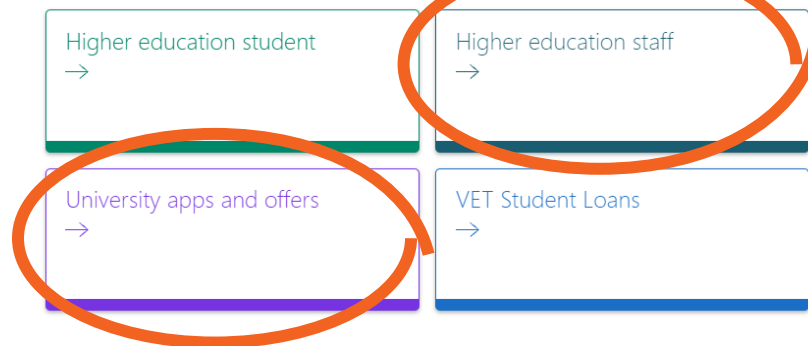 Higher education student
→
Higher education staff
→
University apps and offers
→
VET Student Loans
→